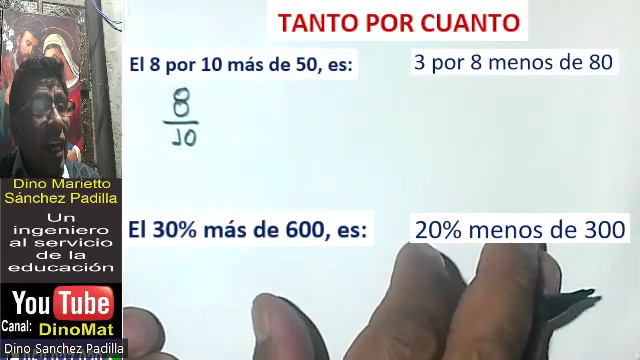 TANTO POR CUANTO
El 8 por 10 más de 50, es:
3 por 8 menos de 80
8
10
El 30% más de 600, es:
20% menos de 300
Dino Marietto
Sánchez Padilla
Un
ingeniero
al servicio
de la
educación
YouTube
Canal: DinoMat
Dino Sanchez Padilla